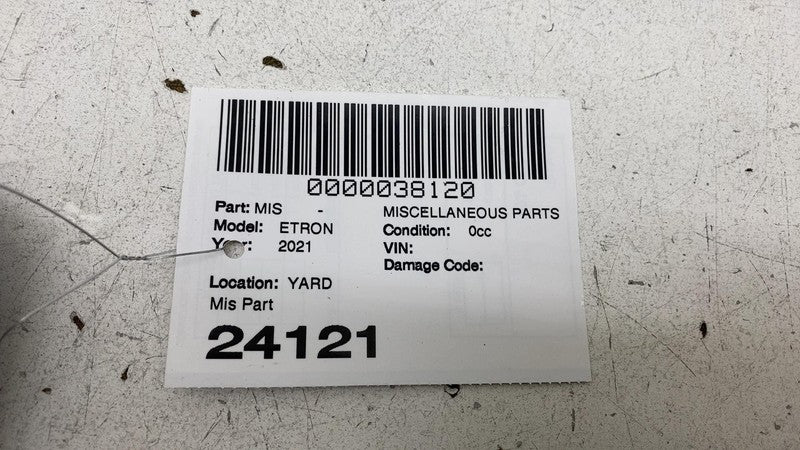 0000038120
Part: MIS - MISCELLANEOUS PARTS
Model: ETRON Condition: 0cc
Year: 2021 VIN:
Damage Code:
Location: YARD
Mis Part
24121